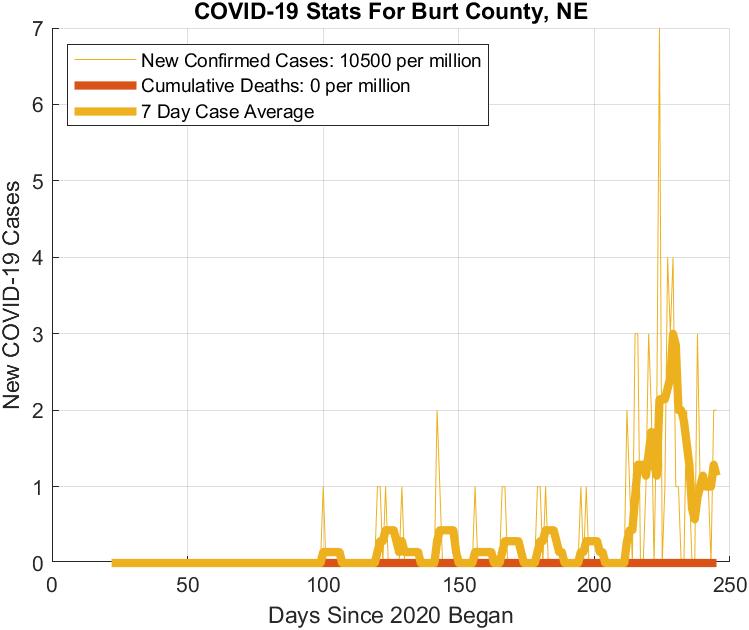 COVID-19 Stats For Burt County, NE
New Confirmed Cases: 10500 per million
Cumulative Deaths: 0 per million
7 Day Case Average
New COVID-19 Cases
7
6
5
4
3
2
1
0
0 50 100 150 200 250
Days Since 2020 Began